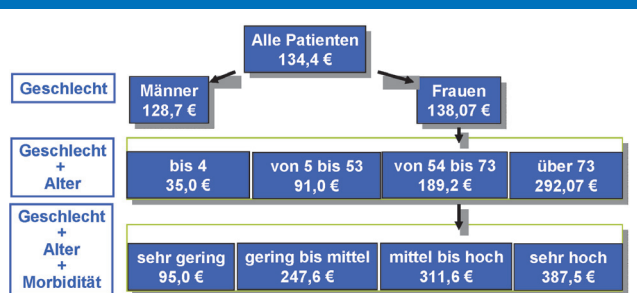 Alle Patienten
134,4 €
Geschlecht
Männer
128,7 €
Frauen
138,07 €
Geschlecht
+
Alter
bis 4
35,0 €
von 5 bis 53
91,0 €
von 54 bis 73
189,2 €
über 73
292,07 €
Geschlecht
+
Alter
+
Morbidität
sehr gering
95,0 €
gering bis mittel
247,6 €
mittel bis hoch
311,6 €
sehr hoch
387,5 €